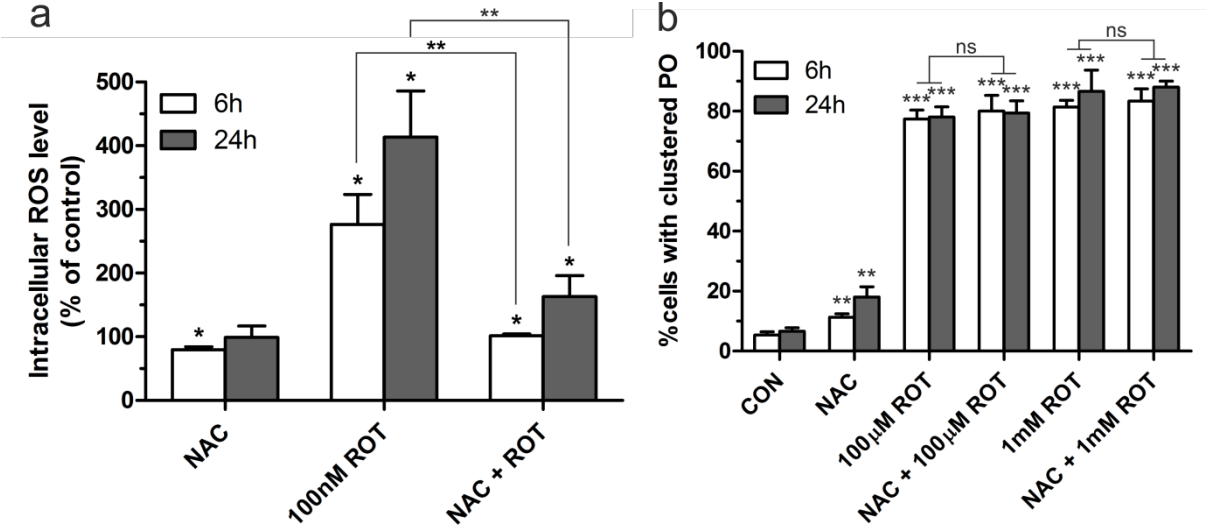 a
**
**
Intracellular ROS level
(% of control)
500
400
300
200
100
0
6h
24h
*
*
*
*
*
NAC
100nM ROT
NAC + ROT
b
ns
ns
%cells with clustered PO
100
80
60
40
20
0
6h
24h
**
**
***
***
***
***
***
***
***
***
CON
NAC
100μM ROT
NAC + 100μM ROT
1mM ROT
NAC + 1mM ROT